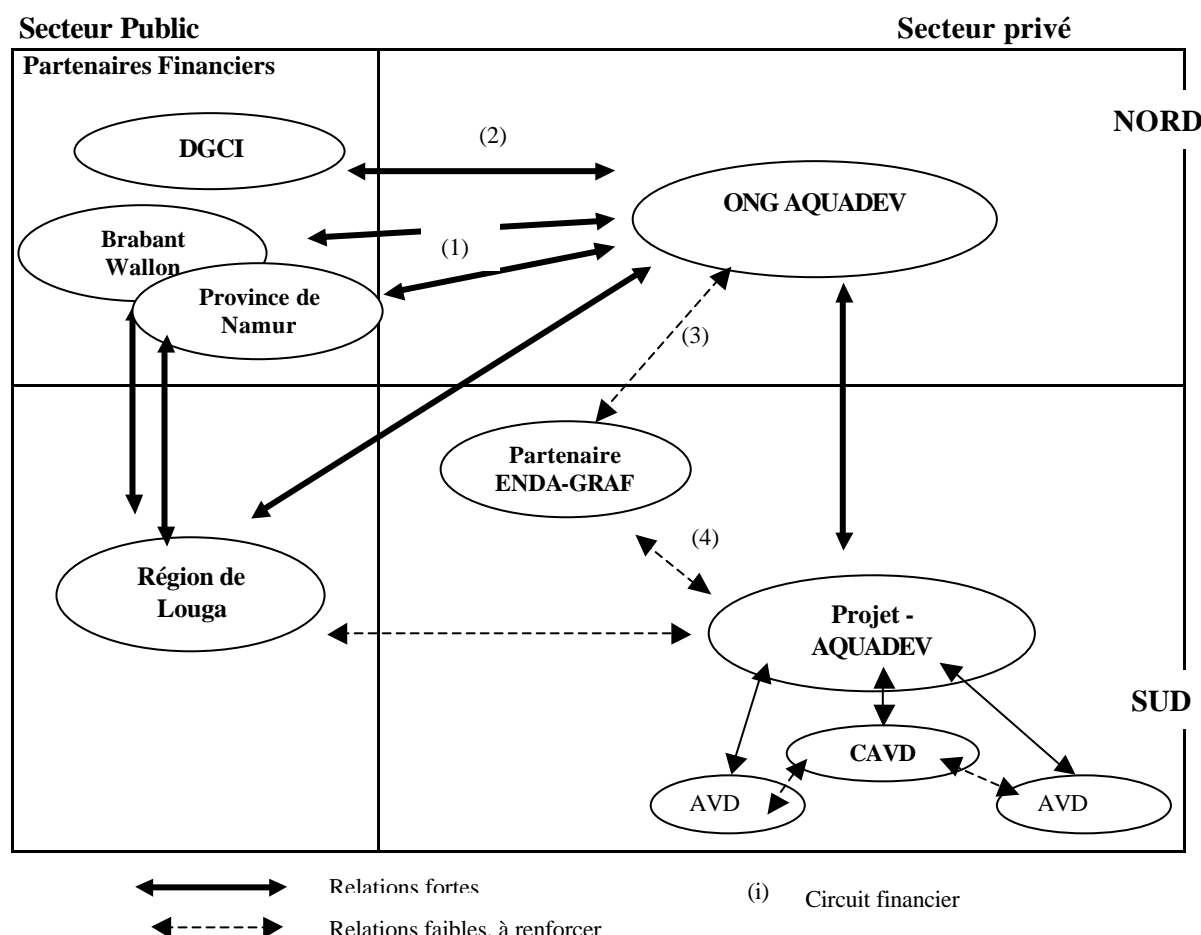 Secteur Public
Secteur privé
Partenaires Financiers
NORD
DGCI
(2)
ONG AQUADEV
Brabant
Wallon
(1)
Province de
Namur
(3)
Partenaire
ENDA-GRAF
(4)
Région de
Louga
Projet -
AQUADEV
SUD
CAVD
AVD
AVD
Relations fortes
(i)
Circuit financier
Relations faibles, à renforcer